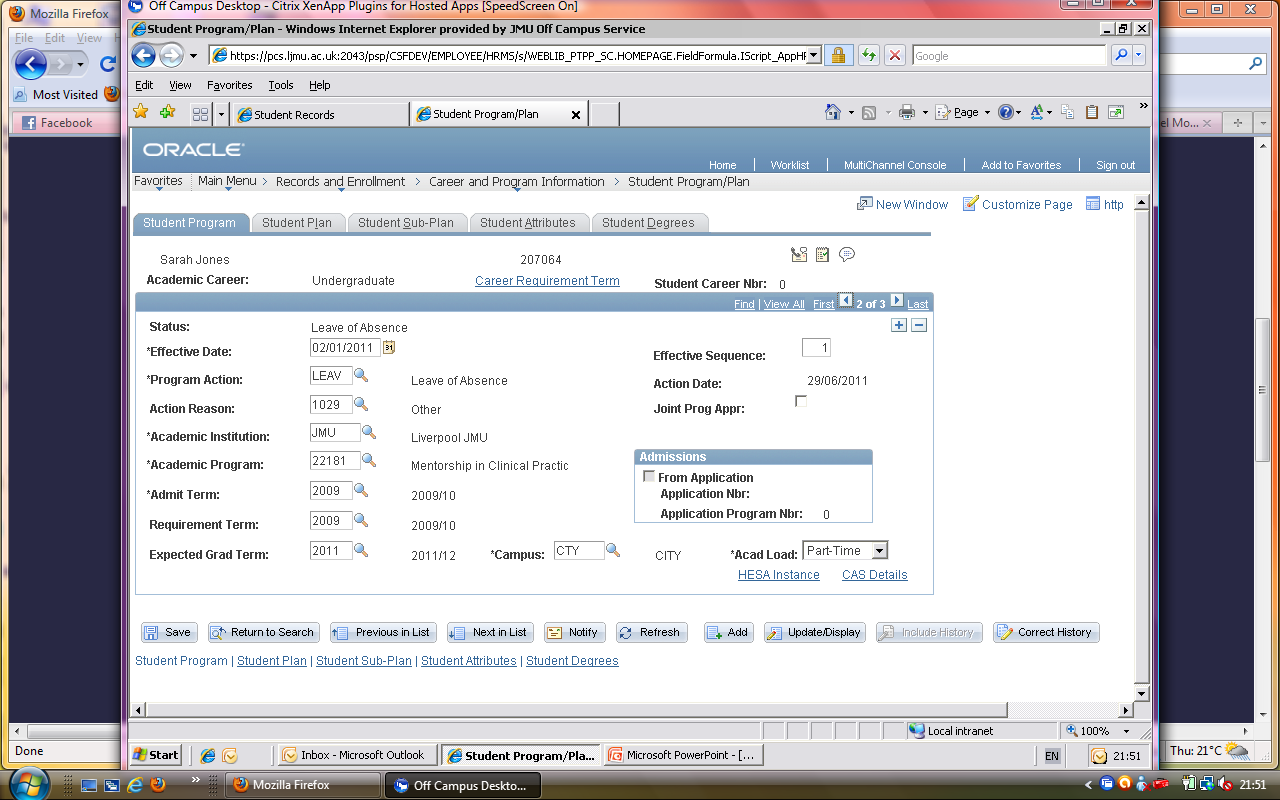 Mozilla Firefox
Off Campus Desktop - Citrix XenApp Plugins for Hosted Apps [SpeedScreen On]
File Edit View
Student Program/Plan - Windows Internet Explorer provided by JMU Off Campus Service
https://pcs.ljmu.ac.uk:2043/psp/CSFDEV/EMPLOYEE/HRMS/s/WEBLIB_PTPP_SC.HOMEPAGE.FieldFormula.IScript_AppHP
Google
Edit View Favorites Tools Help
Most Visited
Student Records
Student Program/Plan
Page
Facebook
el Mo...
ORACLE
Home Worklist MultiChannel Console Add to Favorites Sign out
Favorites Main Menu > Records and Enrollment > Career and Program Information > Student Program/Plan
New Window Customize Page http
Student Program Student Plan Student Sub-Plan Student Attributes Student Degrees
Sarah Jones 207064
Academic Career: Undergraduate Career Requirement Term Student Career Nbr: 0
Find | View All First 2 of 3 Last
Status: Leave of Absence
*Effective Date: 02/01/2011 31 Effective Sequence: 1
*Program Action: LEAV Leave of Absence Action Date: 29/06/2011
Action Reason: 1029 Other Joint Prog Appr:
*Academic Institution: JMU Liverpool JMU
*Academic Program: 22181 Mentorship in Clinical Practic
Admissions
From Application
Application Nbr:
Application Program Nbr: 0
*Admit Term: 2009 2009/10
Requirement Term: 2009 2009/10
Expected Grad Term: 2011 2011/12 *Campus: CTY CITY *Acad Load: Part-Time
HESA Instance CAS Details
Save Return to Search Previous in List Next in List Notify Refresh Add Update/Display Include History Correct History
Student Program | Student Plan | Student Sub-Plan | Student Attributes | Student Degrees
Local intranet 100%
Done
Start Inbox - Microsoft Outlook Student Program/Pla... Microsoft PowerPoint - [... EN 21:51
Thu: 21°C
Mozilla Firefox Off Campus Deskto... 21:51